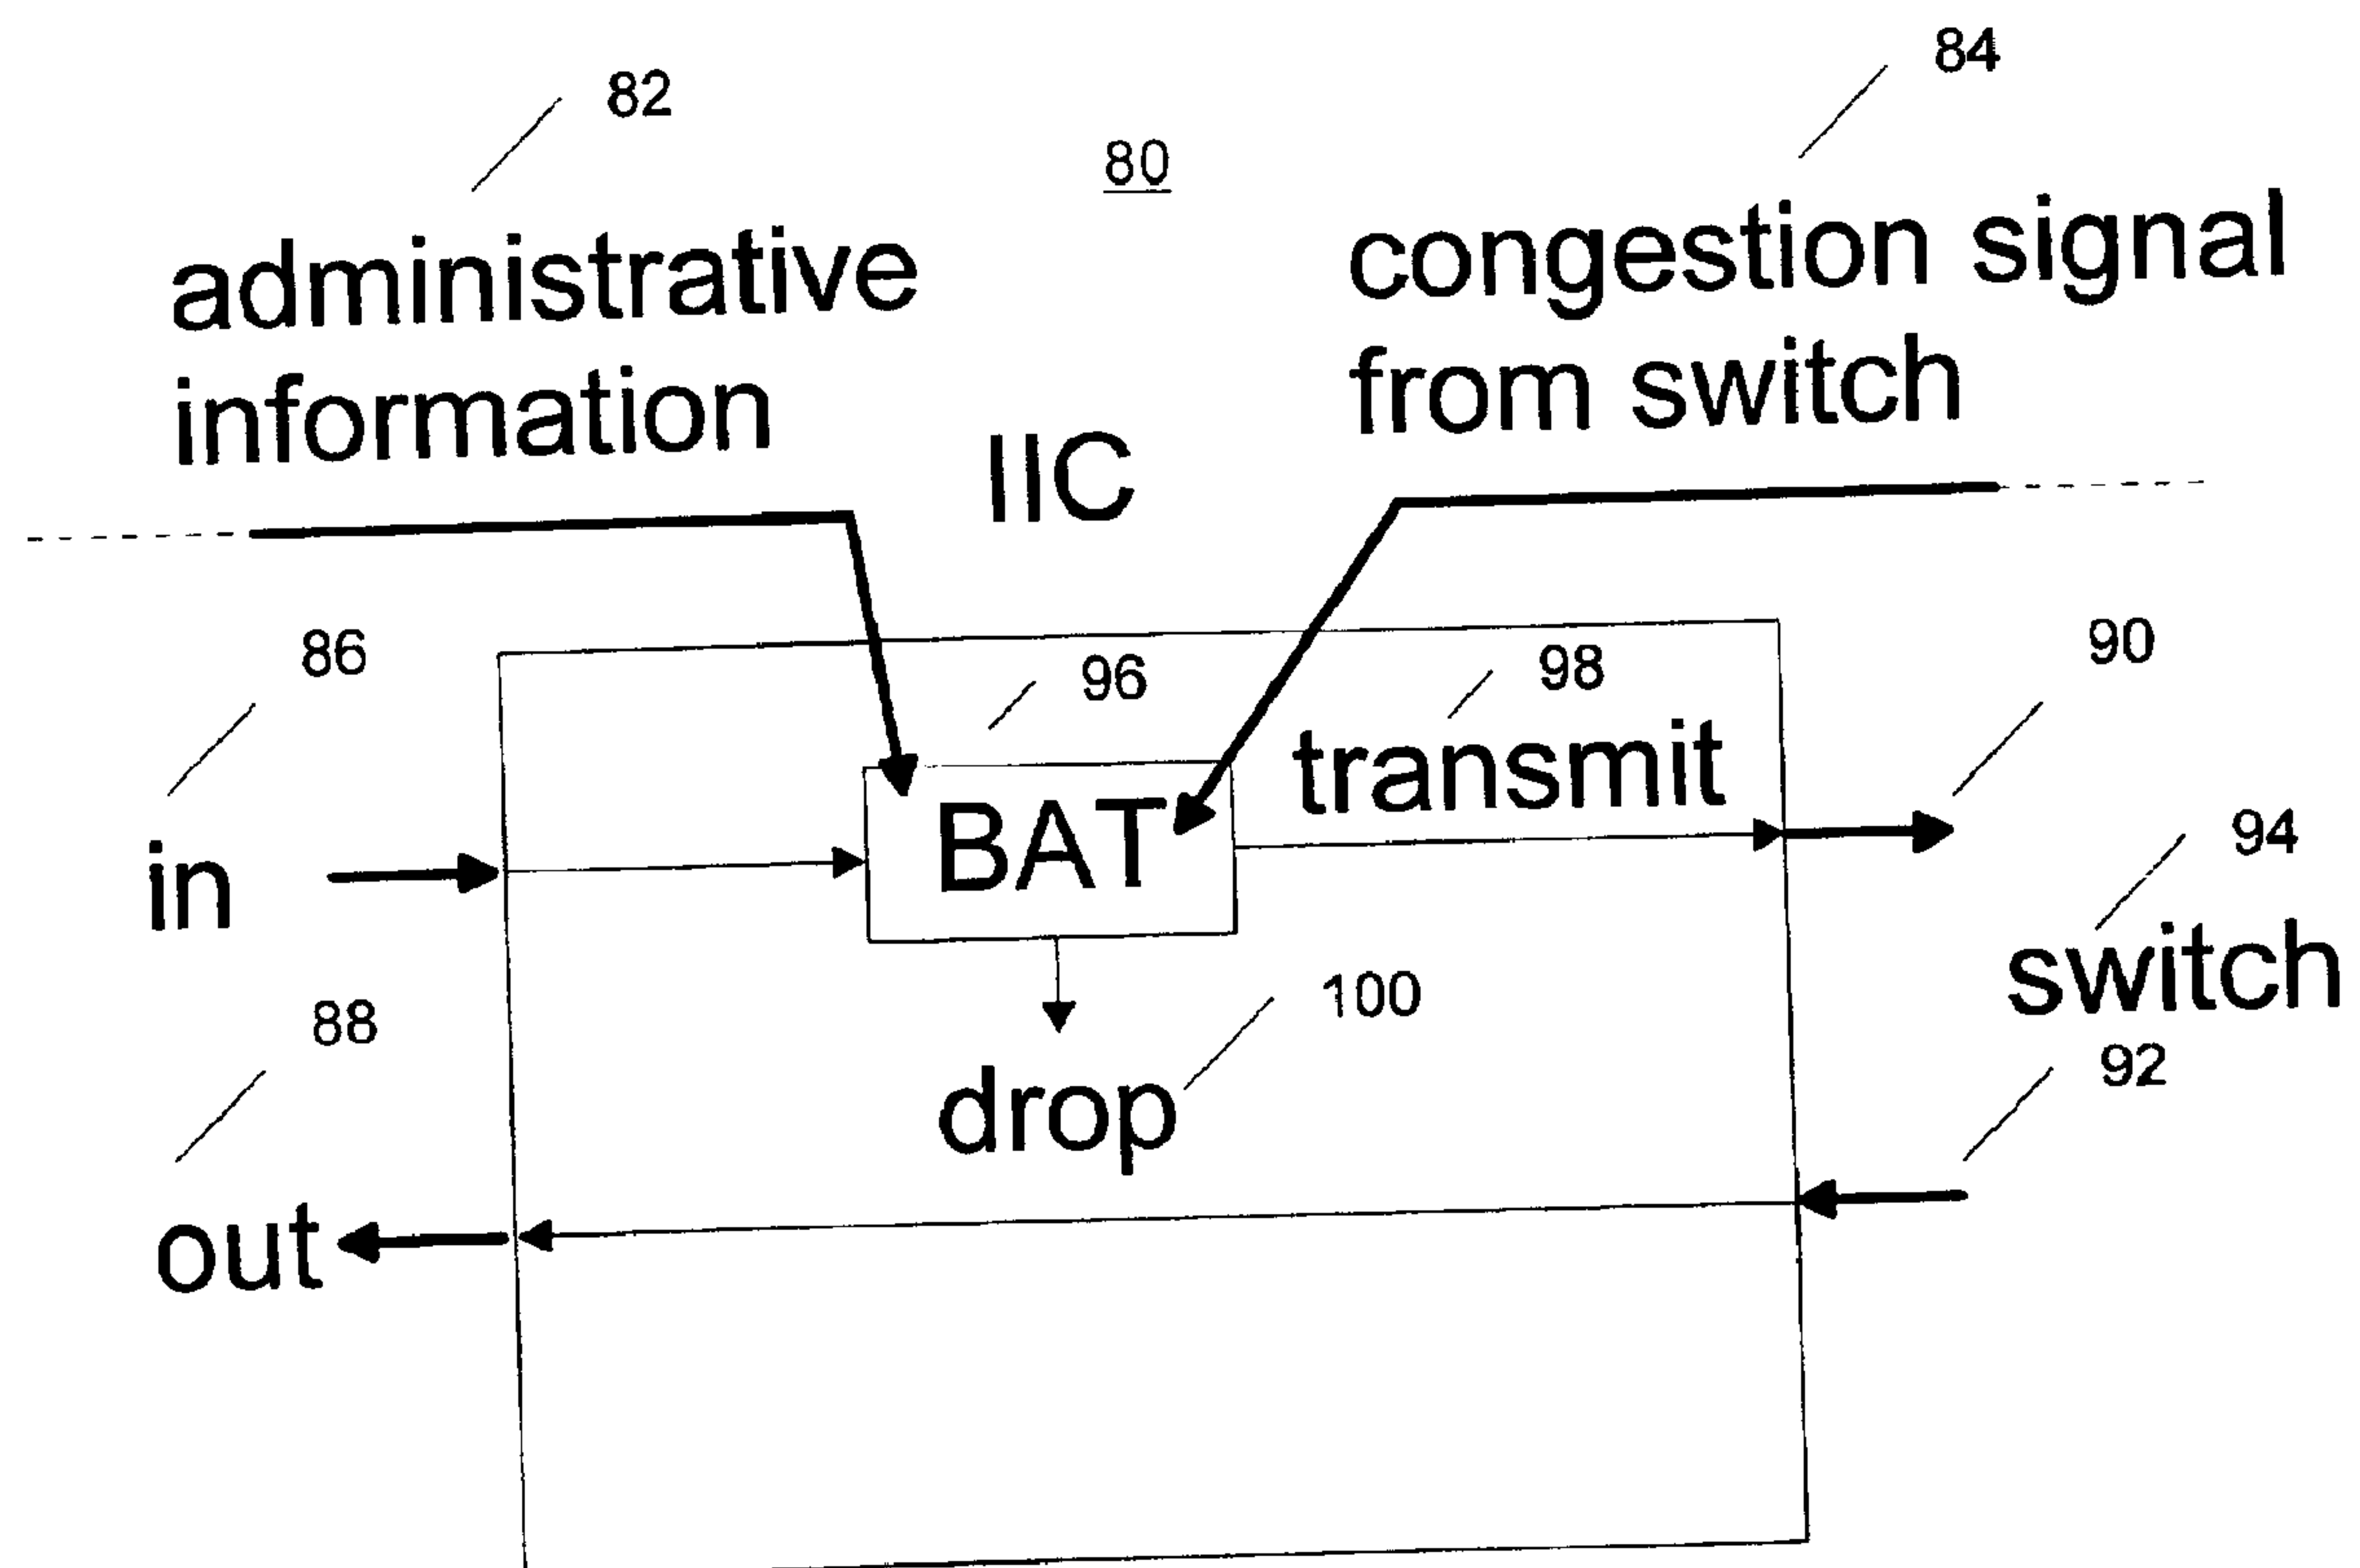 82
84
80
administrative
information
congestion signal
from switch
IIC
86
96
98
90
transmit
94
in
BAT
switch
88
100
92
drop
out